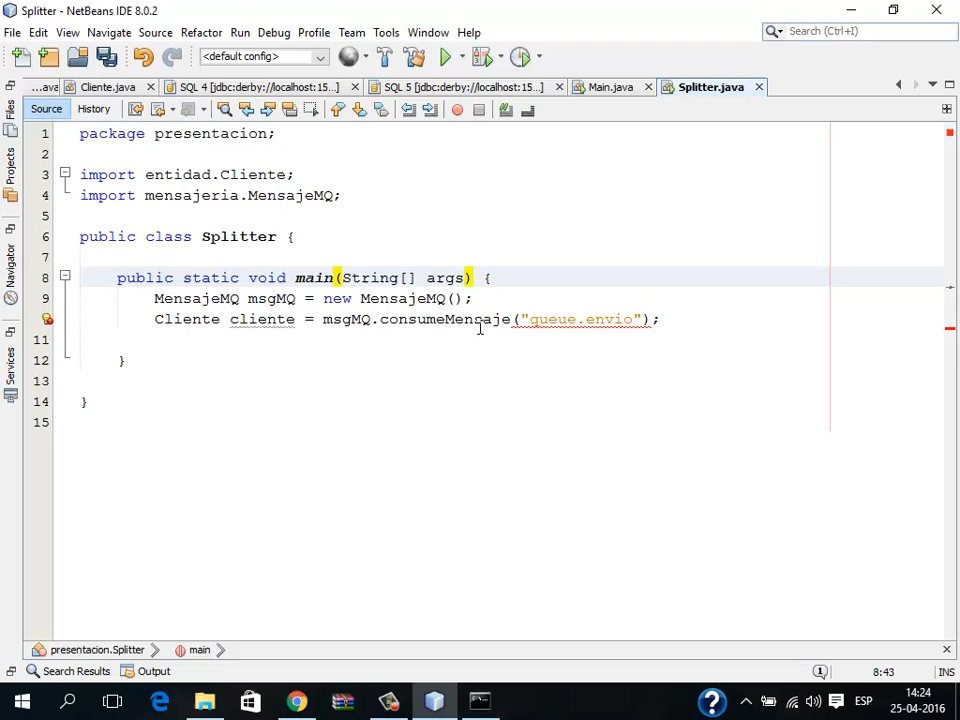 Splitter - NetBeans IDE 8.0.2
File Edit View Navigate Source Refactor Run Debug Profile Team Tools Window Help
Search (Ctrl+I)
<default config>
...ava Cliente.java SQL 4 [jdbc:derby://localhost:15... SQL 5 [jdbc:derby://localhost:15... Main.java Splitter.java
Source History
Files
Projects
Navigator
Services
1 package presentacion;
2
3 import entidad.Cliente;
4 import mensajeria.MensajeMQ;
5
6 public class Splitter {
7
8 public static void main(String[] args) {
9 MensajeMQ msgMQ = new MensajeMQ();
Cliente cliente = msgMQ.consumeMensaje("queue.envio");
11
12 }
13
14 }
15
presentacion.Splitter main
Search Results Output 1 8:43 INS
ESP 14:24
25-04-2016